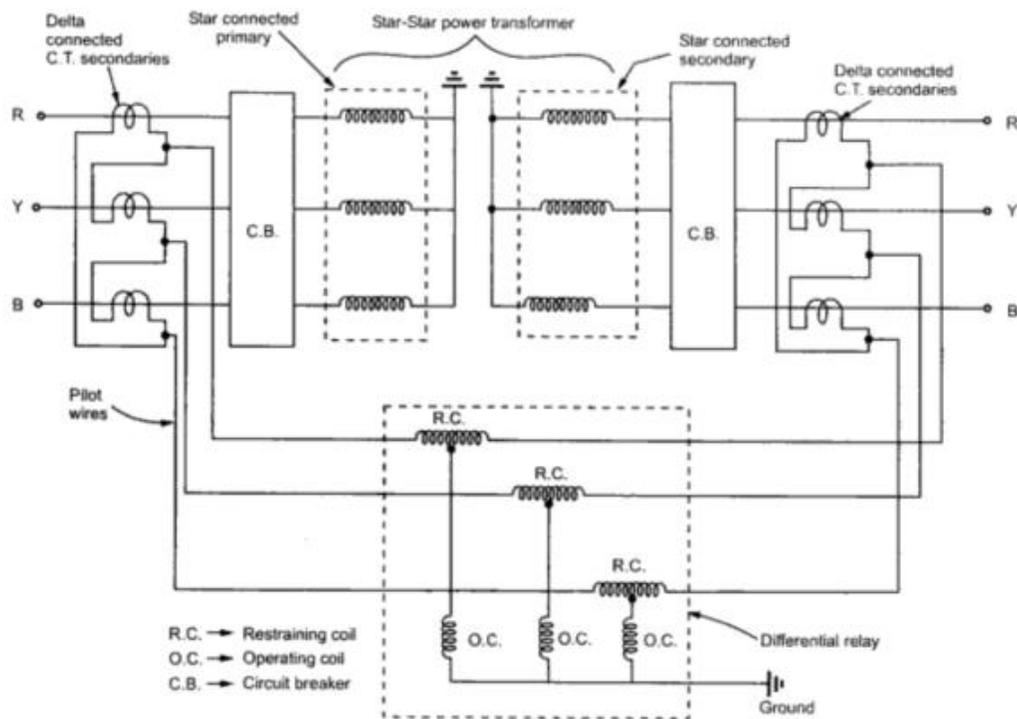 Delta
connected
C.T. secondaries
Star connected
primary
Star-Star power transformer
Star connected
secondary
Delta connected
C.T. secondaries
R
R
Y
Y
B
B
C.B.
C.B.
Pilot
wires
R.C.
R.C.
R.C.
O.C.
O.C.
O.C.
R.C. → Restraining coil
O.C. → Operating coil
C.B. → Circuit breaker
Differential relay
Ground